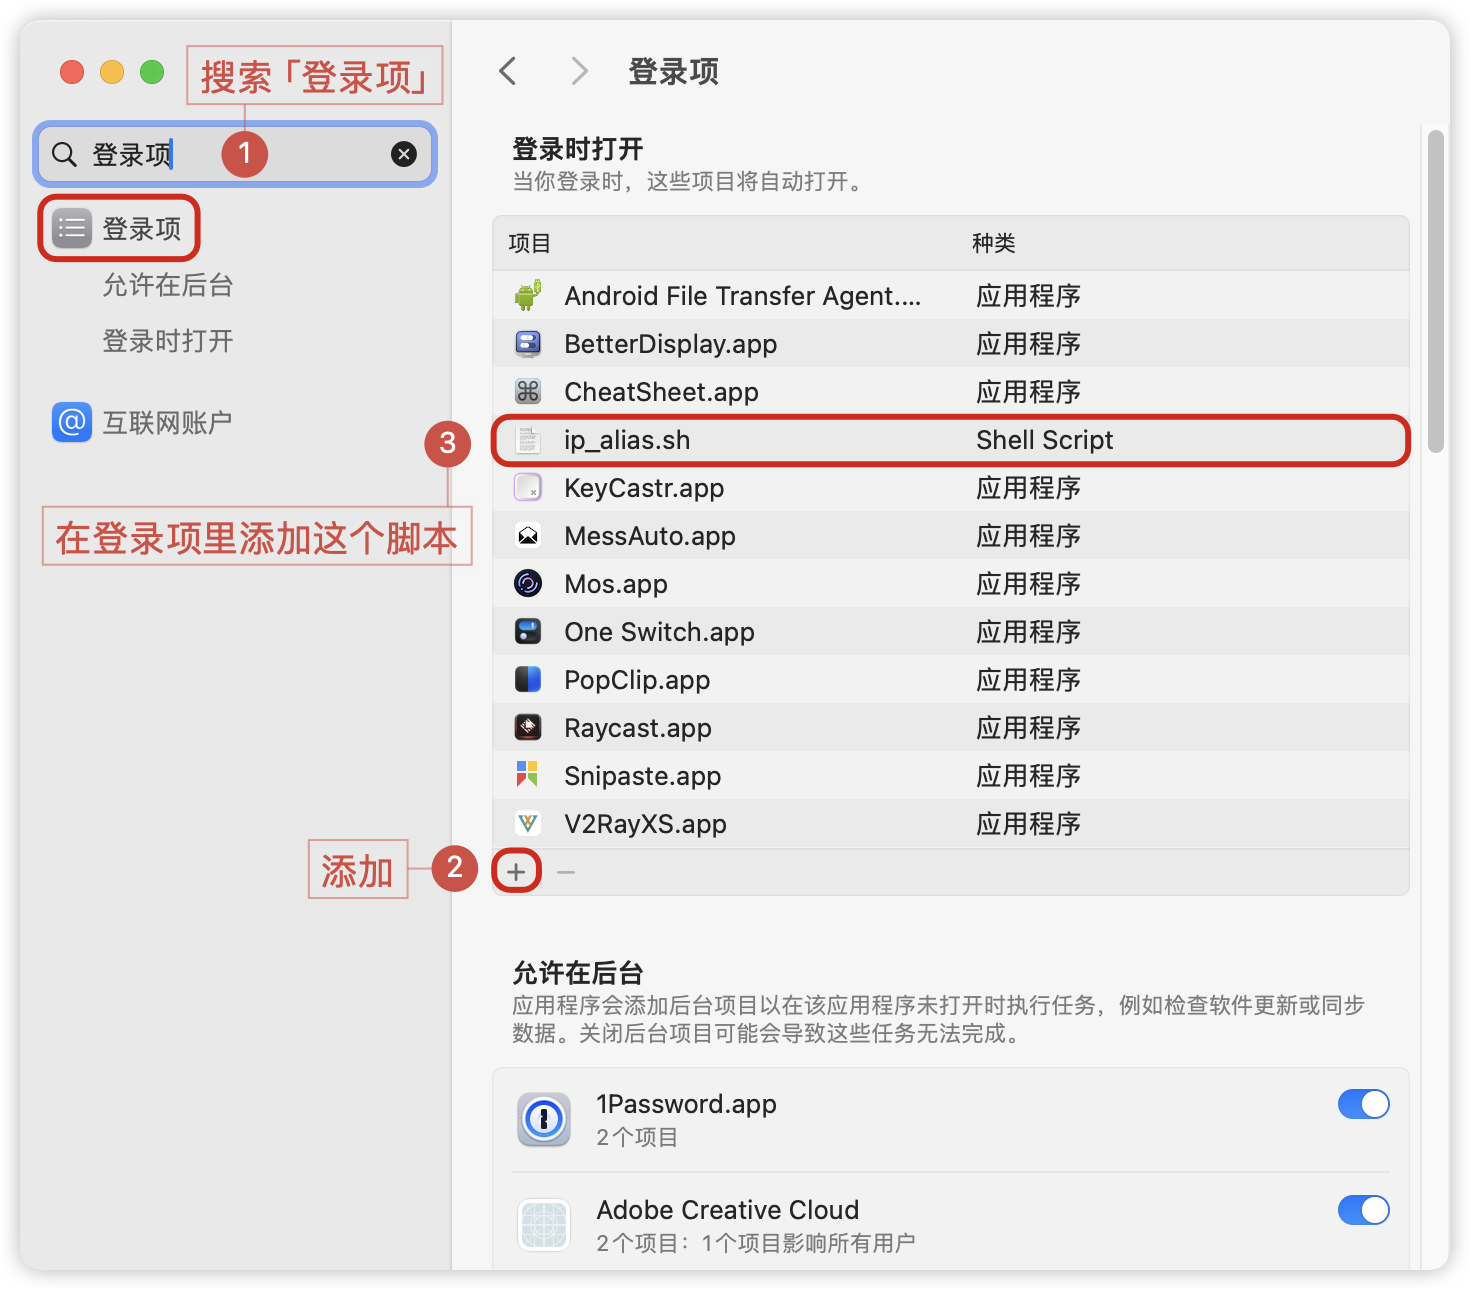 搜索「登录项」
登录项
1
登录项
允许在后台
登录时打开
@
互联网账户
3
在登录项里添加这个脚本
添加
2
登录项
登录时打开
当你登录时，这些项目将自动打开。
项目 种类
Android File Transfer Agent.... 应用程序
BetterDisplay.app 应用程序
CheatSheet.app 应用程序
ip_alias.sh Shell Script
KeyCastr.app 应用程序
MessAuto.app 应用程序
Mos.app 应用程序
One Switch.app 应用程序
PopClip.app 应用程序
Raycast.app 应用程序
Snipaste.app 应用程序
V2RayXS.app 应用程序
允许在后台
应用程序会添加后台项目以在该应用程序未打开时执行任务，例如检查软件更新或同步
数据。关闭后台项目可能会导致这些任务无法完成。
1Password.app
2个项目
Adobe Creative Cloud
2个项目：1个项目影响所有用户